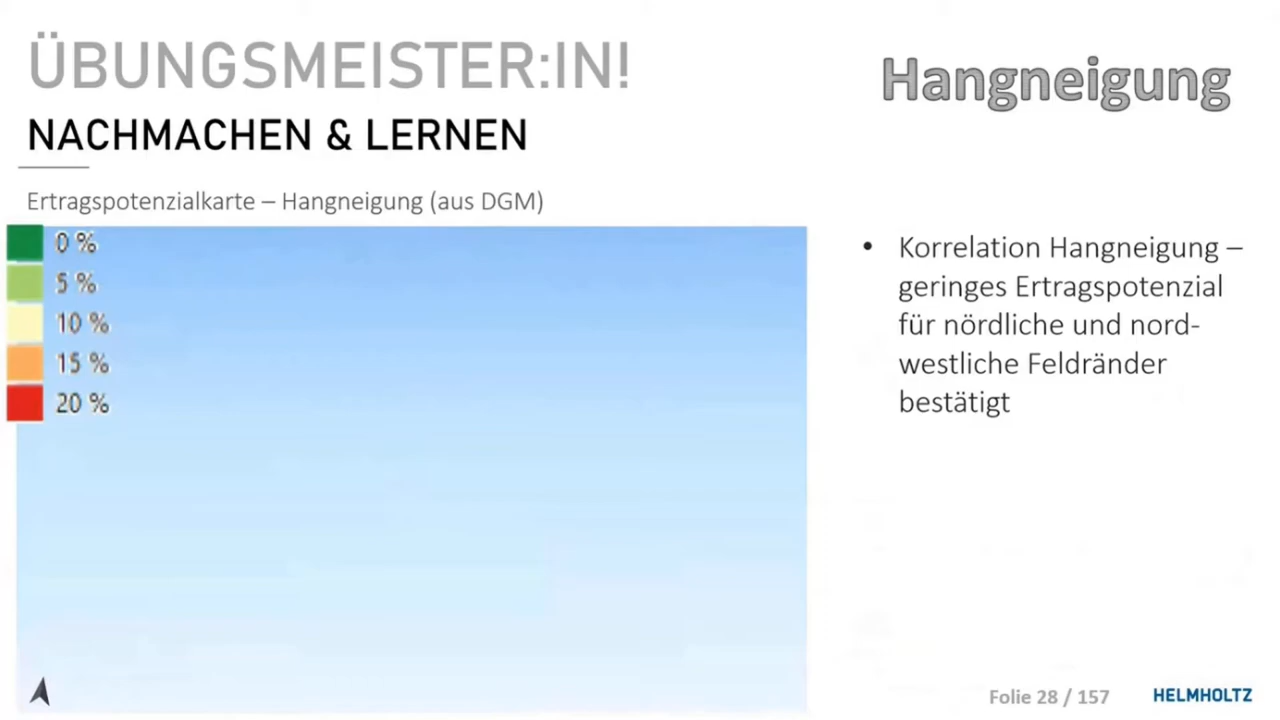 ÜBUNGSMEISTER:IN!
Hangneigung
NACHMACHEN & LERNEN
Ertragspotenzialkarte – Hangneigung (aus DGM)
0 %
5 %
10 %
15 %
20 %
• Korrelation Hangneigung –
geringes Ertragspotenzial
für nördliche und nord-
westliche Feldränder
bestätigt
Folie 28 / 157
HELMHOLTZ